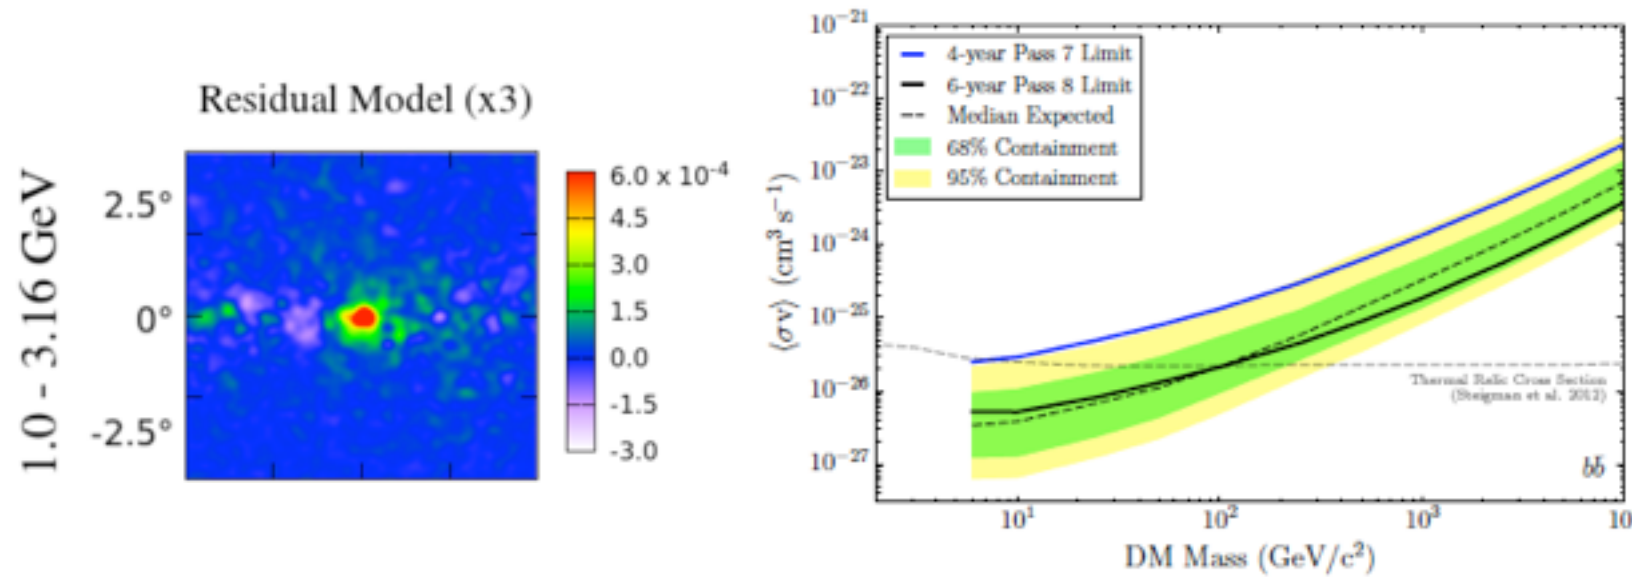 Residual Model (x3)
1.0 - 3.16 GeV
2.5°
0°
-2.5°
6.0 x 10⁻⁴
4.5
3.0
1.5
0.0
-1.5
-3.0
10⁻²¹
10⁻²²
10⁻²³
10⁻²⁴
10⁻²⁵
10⁻²⁶
10⁻²⁷
⟨σv⟩ (cm³ s⁻¹)
4-year Pass 7 Limit
6-year Pass 8 Limit
Median Expected
68% Containment
95% Containment
Thermal Relic Cross Section
(Steigman et al. 2012)
bb̄
10¹ 10² 10³ 10
DM Mass (GeV/c²)